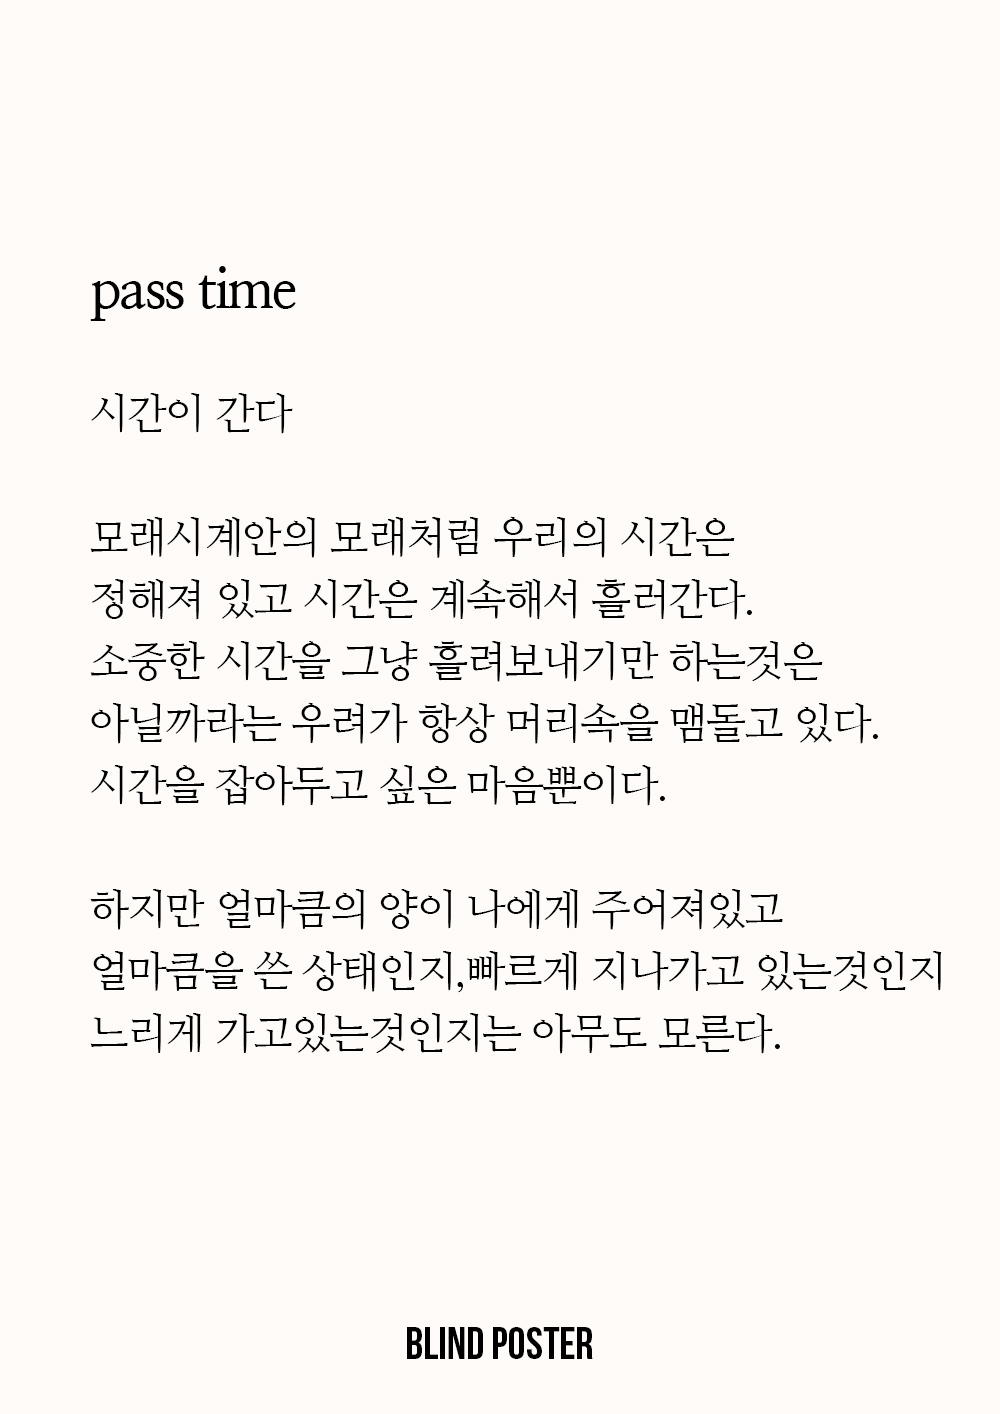 pass time
시간이 간다
모래시계안의 모래처럼 우리의 시간은
정해져 있고 시간은 계속해서 흘러간다.
소중한 시간을 그냥 흘려보내기만 하는것은
아닐까라는 우려가 항상 머리속을 맴돌고 있다.
시간을 잡아두고 싶은 마음뿐이다.
하지만 얼마큼의 양이 나에게 주어져있고
얼마큼을 쓴 상태인지,빠르게 지나가고 있는것인지
느리게 가고있는것인지는 아무도 모른다.
BLIND POSTER